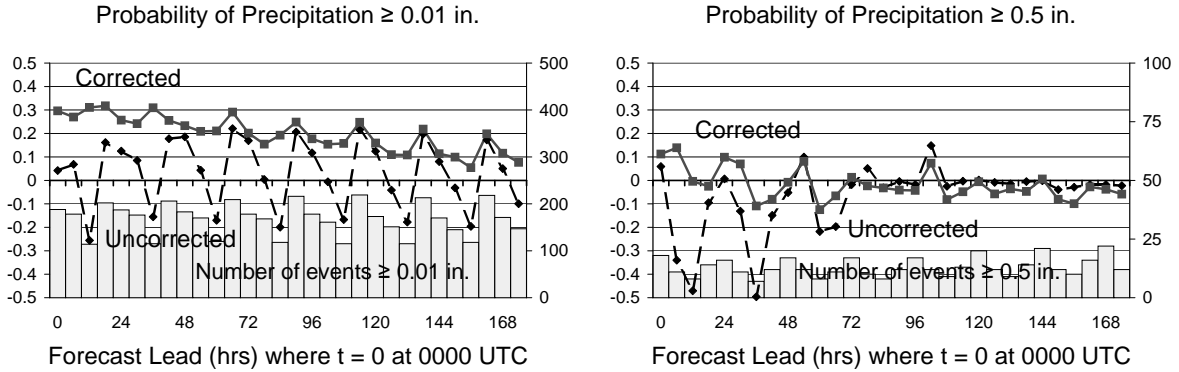 Probability of Precipitation ≥ 0.01 in.
0.5
0.4
0.3
0.2
0.1
0
-0.1
-0.2
-0.3
-0.4
-0.5
500
400
300
200
100
0
Corrected
Uncorrected
Number of events ≥ 0.01 in.
0 24 48 72 96 120 144 168
Forecast Lead (hrs) where t = 0 at 0000 UTC
Probability of Precipitation ≥ 0.5 in.
0.5
0.4
0.3
0.2
0.1
0
-0.1
-0.2
-0.3
-0.4
-0.5
100
75
50
25
0
Corrected
Uncorrected
Number of events ≥ 0.5 in.
0 24 48 72 96 120 144 168
Forecast Lead (hrs) where t = 0 at 0000 UTC